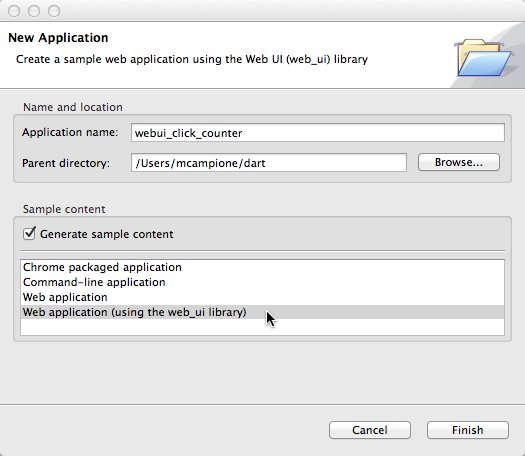 New Application
Create a sample web application using the Web UI (web_ui) library
Name and location
Application name: webui_click_counter
Parent directory: /Users/mcampione/dart Browse...
Sample content
Generate sample content
Chrome packaged application
Command-line application
Web application
Web application (using the web_ui library)
Cancel Finish